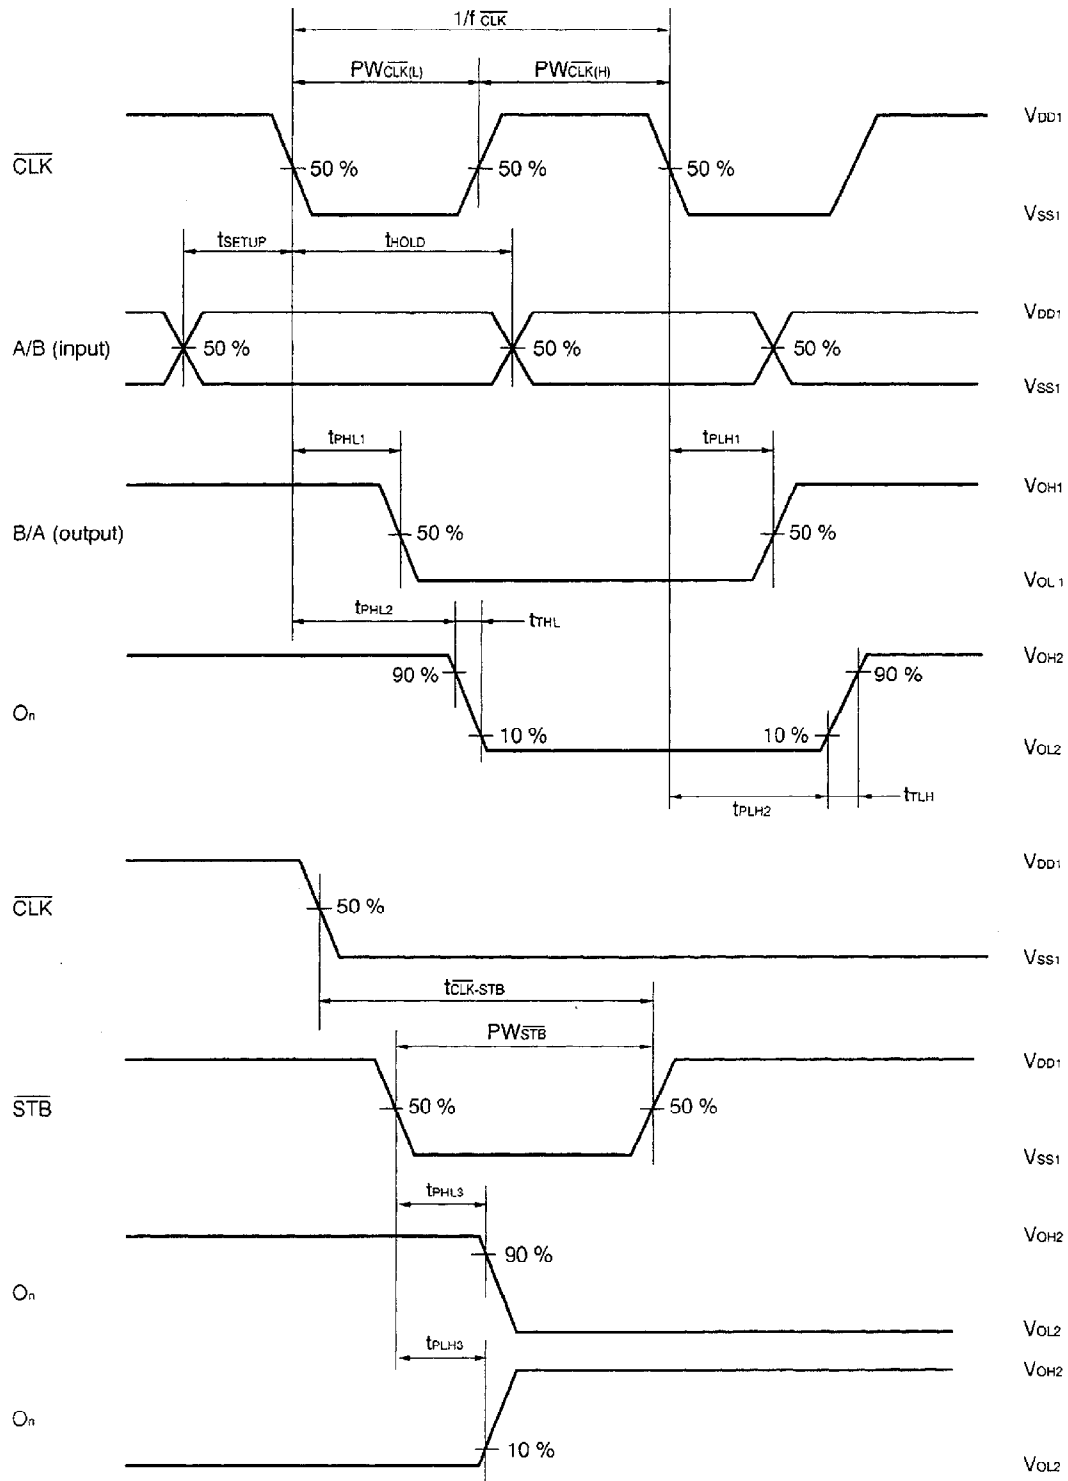 1/f CLK
PWCLK(L) PWCLK(H)
VDD1
CLK 50 % 50 % 50 %
VSS1
tSETUP tHOLD
VDD1
A/B (input) 50 % 50 % 50 %
VSS1
tPHL1 tPLH1
VOH1
B/A (output) 50 % 50 %
VOL1
tPHL2 tTHL
VOH2
90 % 90 %
On
10 % 10 %
VOL2
tPLH2 tTLH
VDD1
CLK 50 %
VSS1
tCLK-STB
PWSTB
VDD1
STB 50 % 50 %
VSS1
tPHL3
VOH2
90 %
On
VOL2
tPLH3
VOH2
On
10 %
VOL2